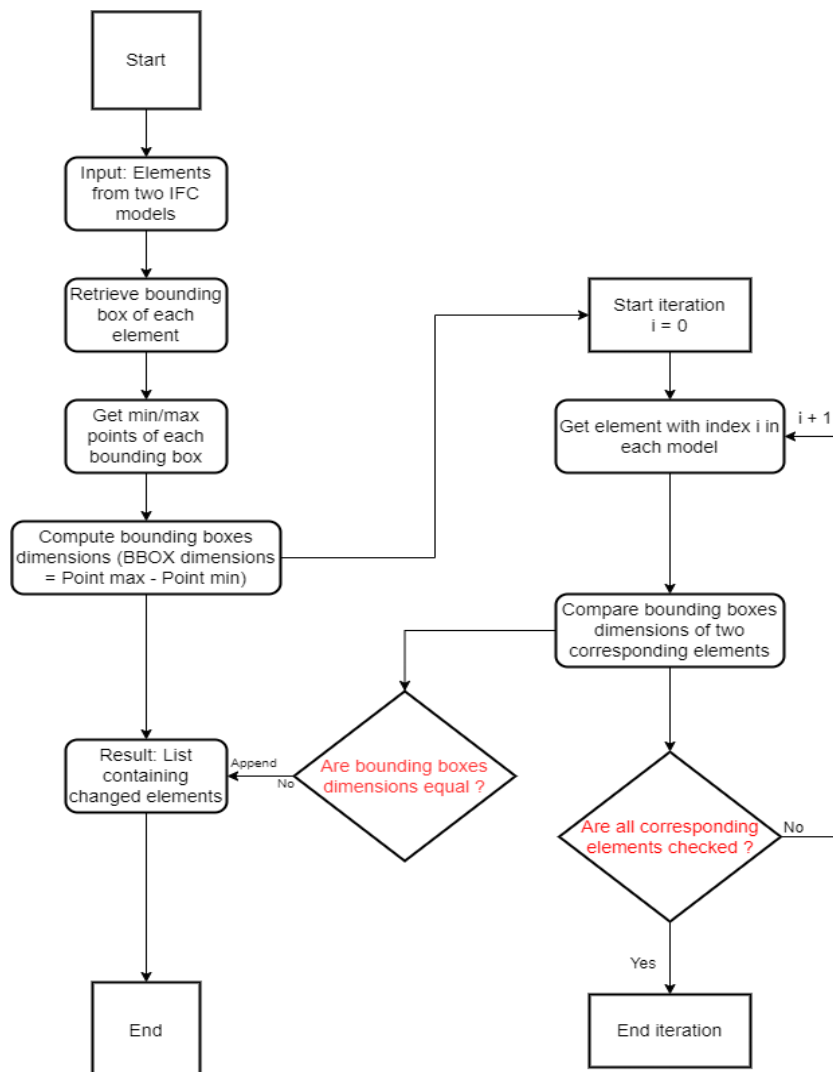 Start
Input: Elements
from two IFC
models
Retrieve bounding
box of each
element
Get min/max
points of each
bounding box
Compute bounding boxes
dimensions (BBOX dimensions
= Point max - Point min)
Result: List
containing
changed elements
End
Append
No
Are bounding boxes
dimensions equal ?
Start iteration
i = 0
Get element with index i in
each model
i + 1
Compare bounding boxes
dimensions of two
corresponding elements
Are all corresponding
elements checked ?
No
Yes
End iteration